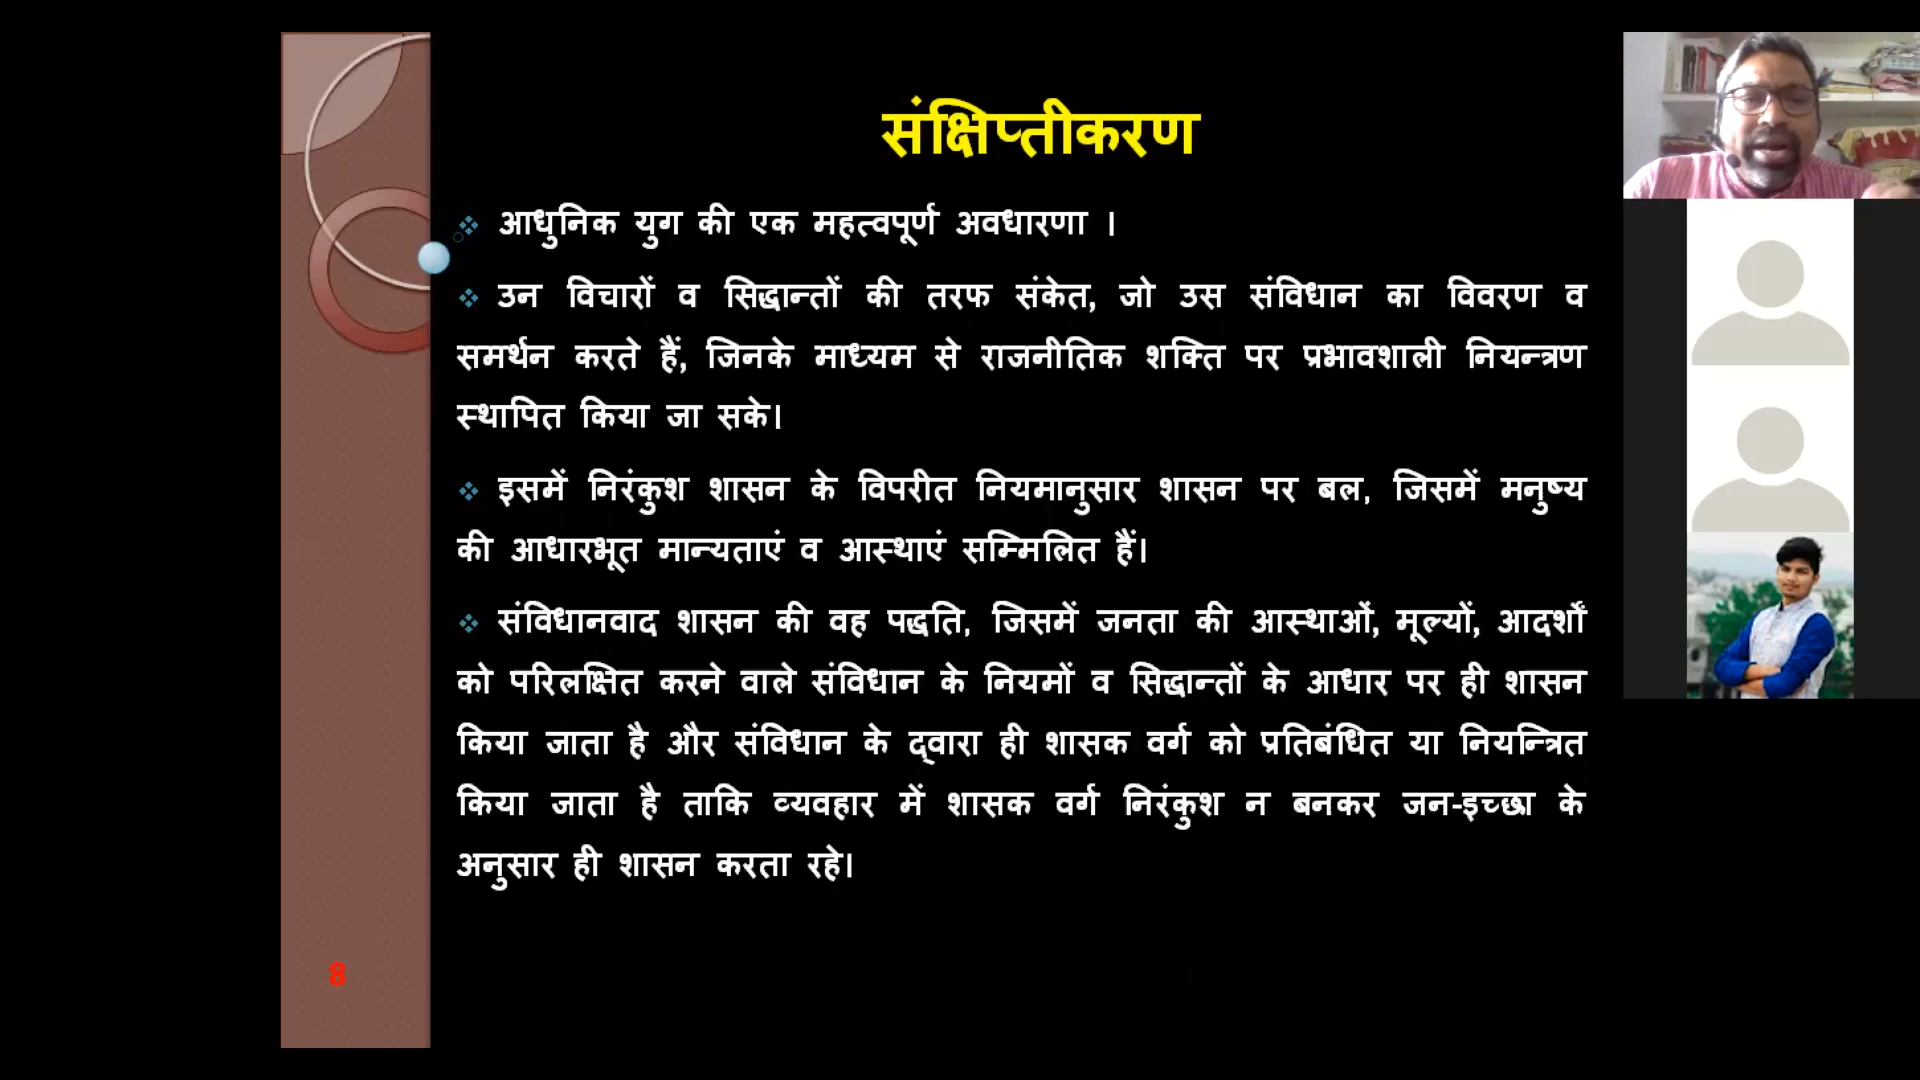 संक्षिप्तीकरण
आधुनिक युग की एक महत्वपूर्ण अवधारणा ।
उन विचारों व सिद्धान्तों की तरफ संकेत, जो उस संविधान का विवरण व
समर्थन करते हैं, जिनके माध्यम से राजनीतिक शक्ति पर प्रभावशाली नियन्त्रण
स्थापित किया जा सके।
इसमें निरंकुश शासन के विपरीत नियमानुसार शासन पर बल, जिसमें मनुष्य
की आधारभूत मान्यताएं व आस्थाएं सम्मिलित हैं।
संविधानवाद शासन की वह पद्धति, जिसमें जनता की आस्थाओं, मूल्यों, आदर्शों
को परिलक्षित करने वाले संविधान के नियमों व सिद्धान्तों के आधार पर ही शासन
किया जाता है और संविधान के द्वारा ही शासक वर्ग को प्रतिबंधित या नियन्त्रित
किया जाता है ताकि व्यवहार में शासक वर्ग निरंकुश न बनकर जन-इच्छा के
अनुसार ही शासन करता रहे।
8